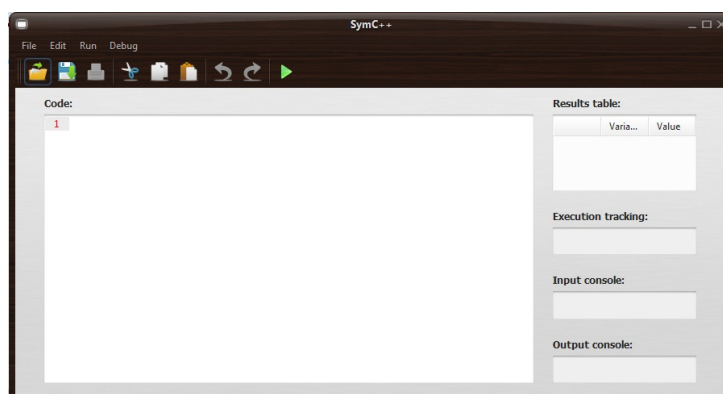 SymC++
File Edit Run Debug
Code:
1
Results table:
Varia... Value
Execution tracking:
Input console:
Output console: